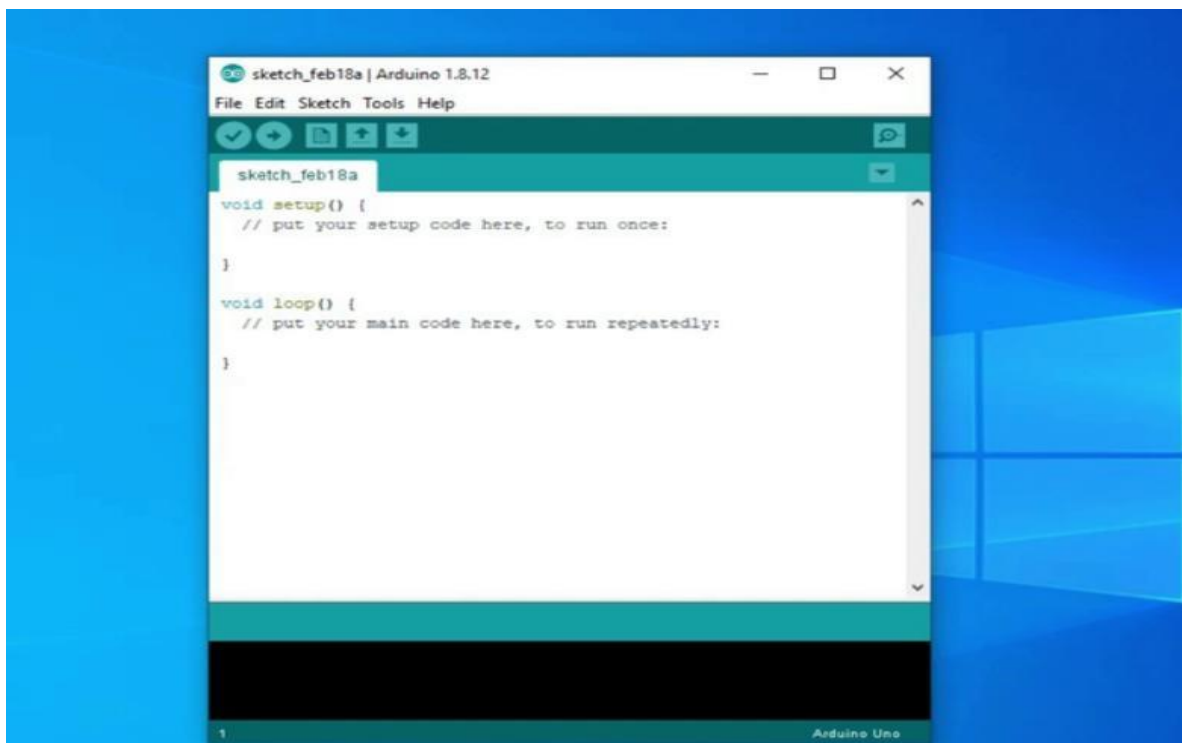 sketch_feb18a | Arduino 1.8.12
File Edit Sketch Tools Help
sketch_feb18a
void setup() {
  // put your setup code here, to run once:
}
void loop() {
  // put your main code here, to run repeatedly:
}
1 Arduino Uno